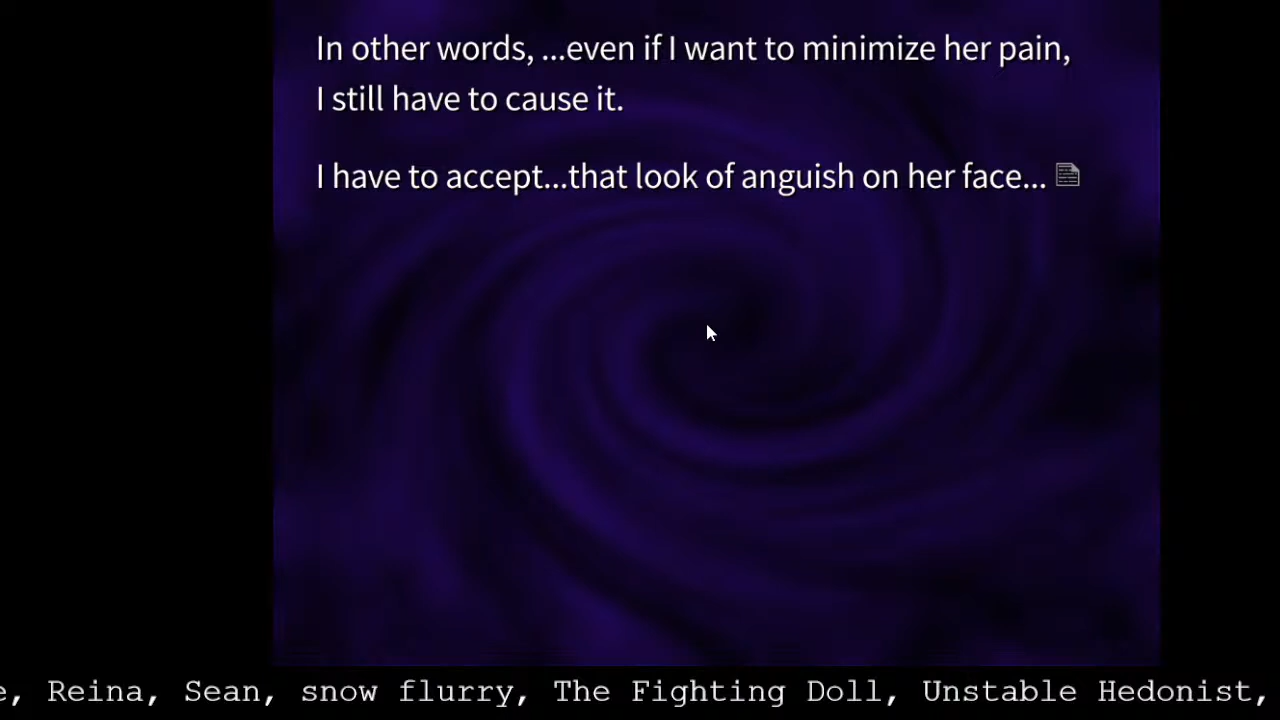 In other words, ...even if I want to minimize her pain,
I still have to cause it.
I have to accept...that look of anguish on her face...
e, Reina, Sean, snow flurry, The Fighting Doll, Unstable Hedonist,